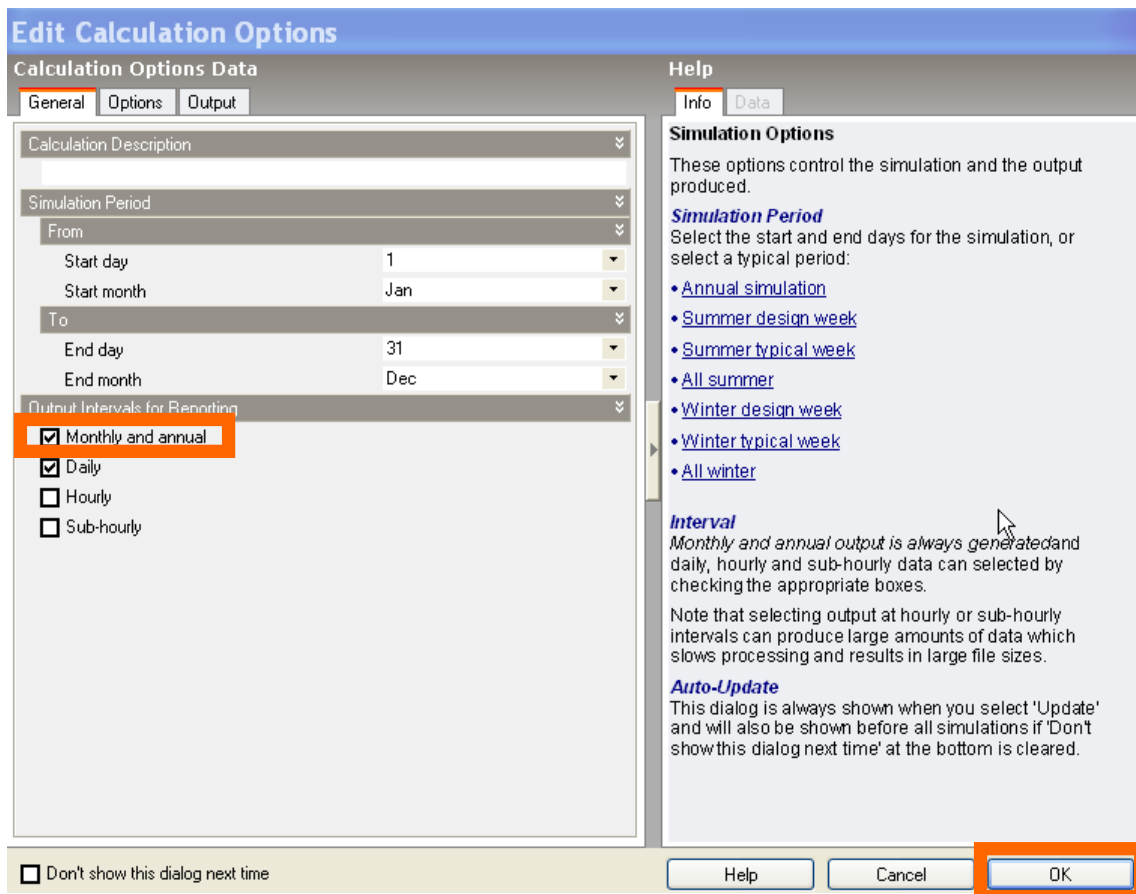 Edit Calculation Options
Calculation Options Data
General Options Output
Calculation Description
Simulation Period
From
Start day 1
Start month Jan
To
End day 31
End month Dec
Output Intervals for Reporting
Monthly and annual
Daily
Hourly
Sub-hourly
Don't show this dialog next time
Help
Info Data
Simulation Options
These options control the simulation and the output
produced.
Simulation Period
Select the start and end days for the simulation, or
select a typical period:
• Annual simulation
• Summer design week
• Summer typical week
• All summer
• Winter design week
• Winter typical week
• All winter
Interval
Monthly and annual output is always generatedand
daily, hourly and sub-hourly data can selected by
checking the appropriate boxes.
Note that selecting output at hourly or sub-hourly
intervals can produce large amounts of data which
slows processing and results in large file sizes.
Auto-Update
This dialog is always shown when you select 'Update'
and will also be shown before all simulations if 'Don't
show this dialog next time' at the bottom is cleared.
Help Cancel OK